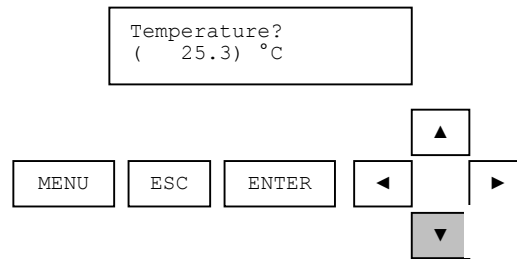 Temperature?
(   25.3) °C
▲
MENU ESC ENTER ◄ ►
▼